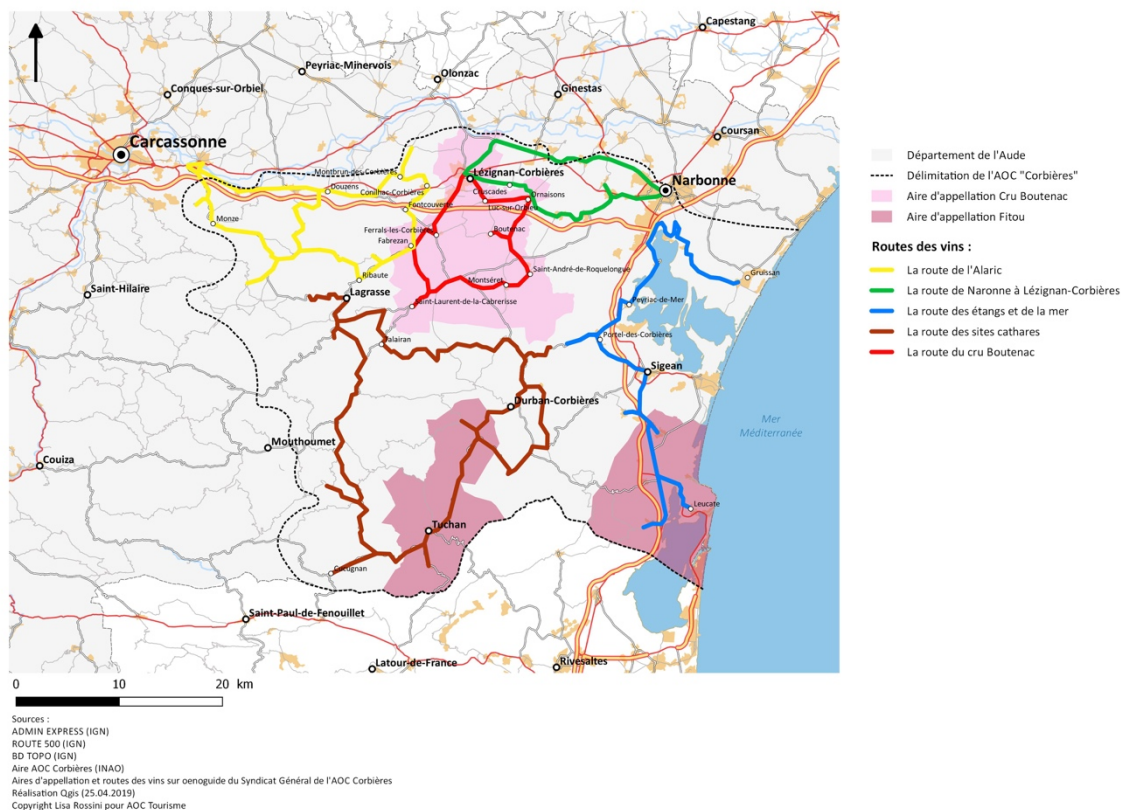 Capestang
Peyriac-Minervois
Olonzac
Conques-sur-Orbiel
Ginestas
Coursan
Carcassonne
Montbrun-des-Corbières
Lézignan-Corbières
Narbonne
Douzens
Conilhac-Corbières
Cruscades
Ornaisons
Luc-sur-Orbieu
Fontcouverte
Monze
Ferrals-les-Corbières
Boutenac
Fabrezan
Saint-André-de-Roquelongue
Gruissan
Ribaute
Montséret
Saint-Hilaire
Lagrasse
Saint-Laurent-de-la-Cabrerisse
Peyriac-de-Mer
Talairan
Portel-des-Corbières
Sigean
Durban-Corbières
Mer
Méditerranée
Mouthoumet
Couiza
Leucate
Tuchan
Cucugnan
Saint-Paul-de-Fenouillet
Latour-de-France
Rivesaltes
Département de l'Aude
Délimitation de l'AOC "Corbières"
Aire d'appellation Cru Boutenac
Aire d'appellation Fitou
Routes des vins :
La route de l'Alaric
La route de Naronne à Lézignan-Corbières
La route des étangs et de la mer
La route des sites cathares
La route du cru Boutenac
0 10 20 km
Sources :
ADMIN EXPRESS (IGN)
ROUTE 500 (IGN)
BD TOPO (IGN)
Aire AOC Corbières (INAO)
Aires d'appellation et routes des vins sur oenoguide du Syndicat Général de l'AOC Corbières
Réalisation Qgis (25.04.2019)
Copyright Lisa Rossini pour AOC Tourisme